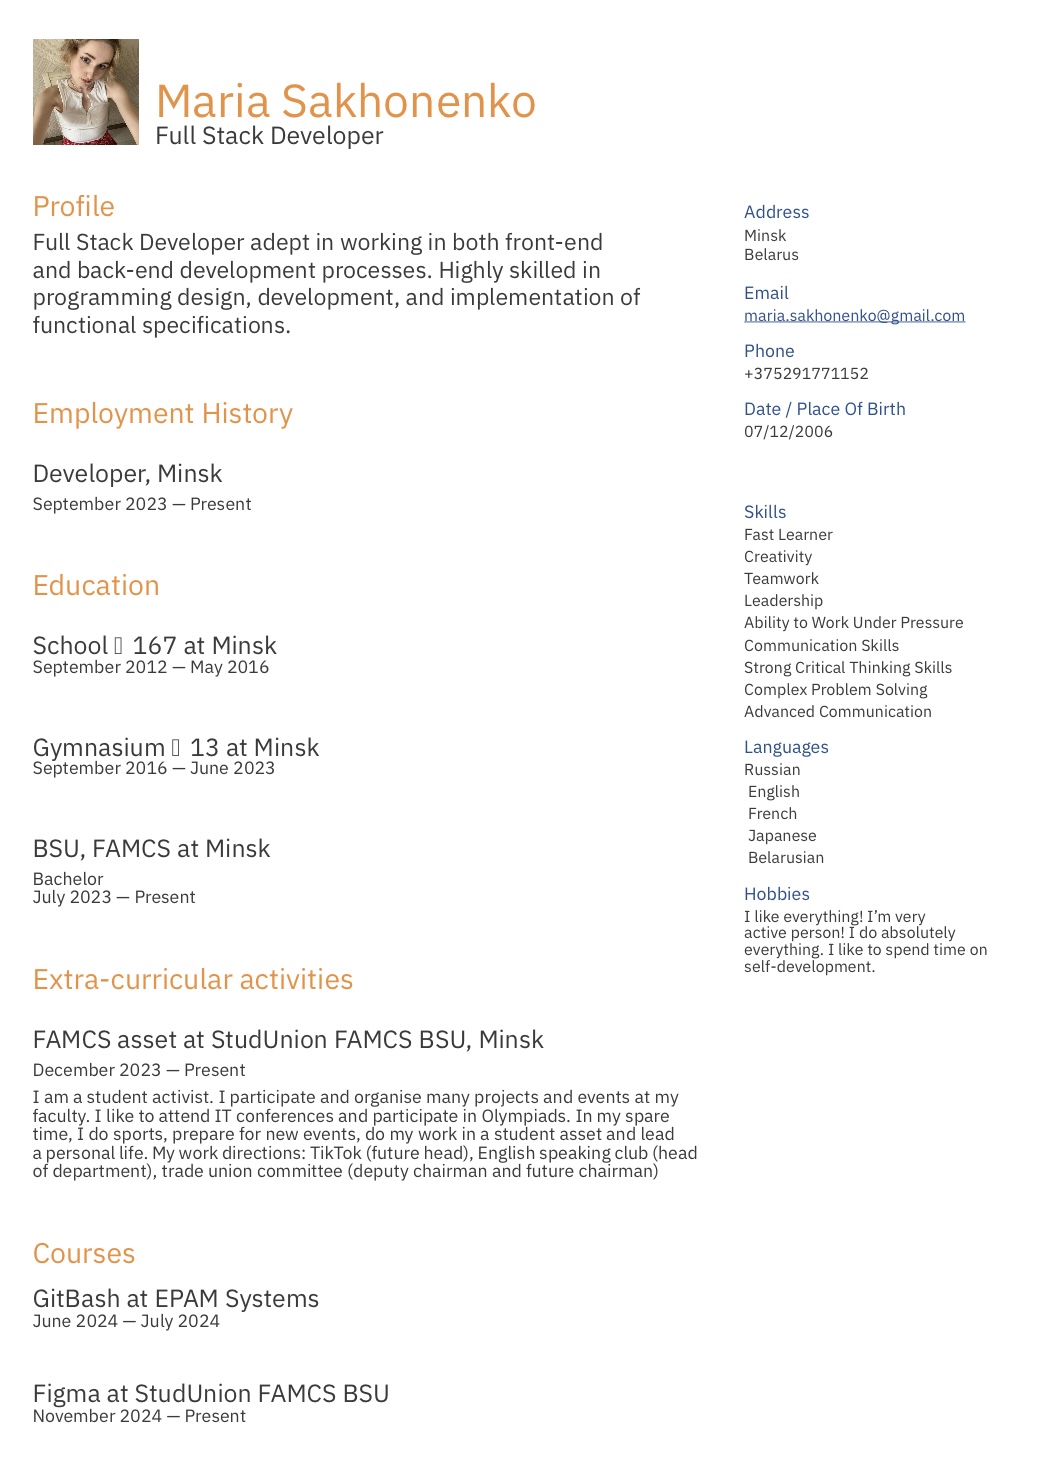 Maria Sakhonenko
Full Stack Developer
Profile
Full Stack Developer adept in working in both front-end
and back-end development processes. Highly skilled in
programming design, development, and implementation of
functional specifications.
Employment History
Developer, Minsk
September 2023 — Present
Education
School ▯ 167 at Minsk
September 2012 — May 2016
Gymnasium ▯ 13 at Minsk
September 2016 — June 2023
BSU, FAMCS at Minsk
Bachelor
July 2023 — Present
Extra-curricular activities
FAMCS asset at StudUnion FAMCS BSU, Minsk
December 2023 — Present
I am a student activist. I participate and organise many projects and events at my
faculty. I like to attend IT conferences and participate in Olympiads. In my spare
time, I do sports, prepare for new events, do my work in a student asset and lead
a personal life. My work directions: TikTok (future head), English speaking club (head
of department), trade union committee (deputy chairman and future chairman)
Courses
GitBash at EPAM Systems
June 2024 — July 2024
Figma at StudUnion FAMCS BSU
November 2024 — Present
Address
Minsk
Belarus
Email
maria.sakhonenko@gmail.com
Phone
+375291771152
Date / Place Of Birth
07/12/2006
Skills
Fast Learner
Creativity
Teamwork
Leadership
Ability to Work Under Pressure
Communication Skills
Strong Critical Thinking Skills
Complex Problem Solving
Advanced Communication
Languages
Russian
English
French
Japanese
Belarusian
Hobbies
I like everything! I’m very
active person! I do absolutely
everything. I like to spend time on
self-development.